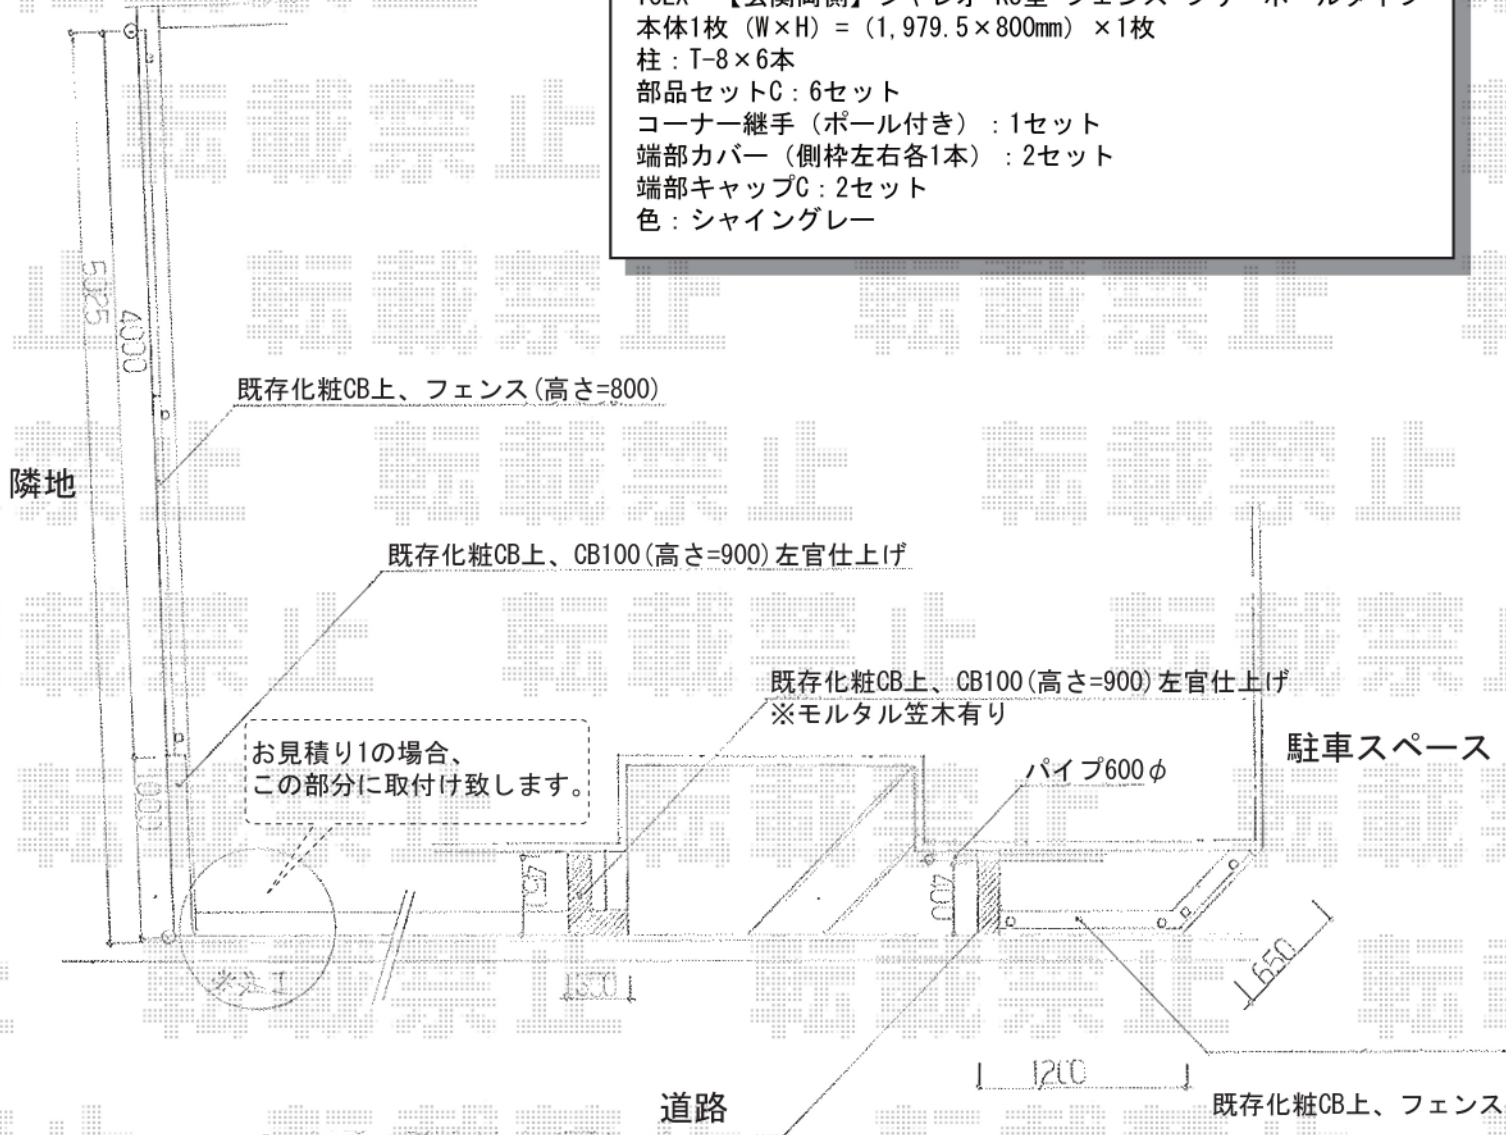 本体1枚（W×H）=（1,979.5×800mm）×1枚
柱：T-8×6本
部品セットC：6セット
コーナー継手（ポール付き）：1セット
端部カバー（側枠左右各1本）：2セット
端部キャップC：2セット
色：シャイングレー
5025
4000
既存化粧CB上、フェンス(高さ=800)
隣地
既存化粧CB上、CB100(高さ=900)左官仕上げ
既存化粧CB上、CB100(高さ=900)左官仕上げ
※モルタル笠木有り
駐車スペース
お見積り1の場合、
この部分に取付け致します。
パイプ600φ
1000
450
400
650
1200
道路
既存化粧CB上、フェンス
転載禁止